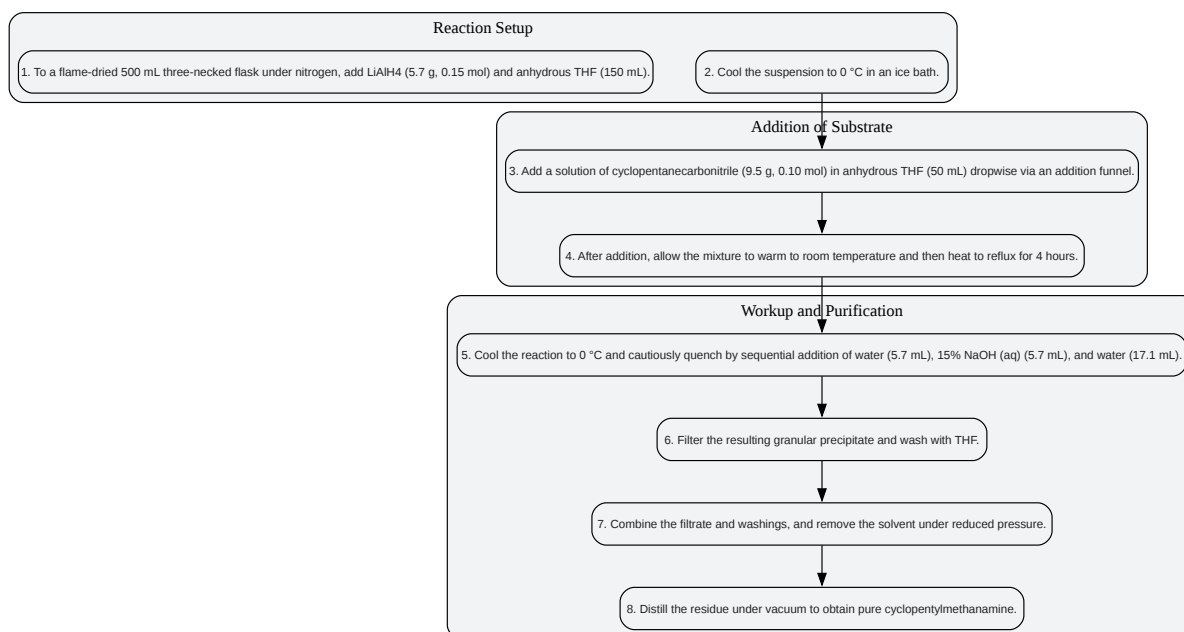 Reaction Setup
1. To a flame-dried 500 mL three-necked flask under nitrogen, add LiAlH4 (5.7 g, 0.15 mol) and anhydrous THF (150 mL).
2. Cool the suspension to 0 °C in an ice bath.
Addition of Substrate
3. Add a solution of cyclopentanecarbonitrile (9.5 g, 0.10 mol) in anhydrous THF (50 mL) dropwise via an addition funnel.
4. After addition, allow the mixture to warm to room temperature and then heat to reflux for 4 hours.
Workup and Purification
5. Cool the reaction to 0 °C and cautiously quench by sequential addition of water (5.7 mL), 15% NaOH (aq) (5.7 mL), and water (17.1 mL).
6. Filter the resulting granular precipitate and wash with THF.
7. Combine the filtrate and washings, and remove the solvent under reduced pressure.
8. Distill the residue under vacuum to obtain pure cyclopentylmethanamine.